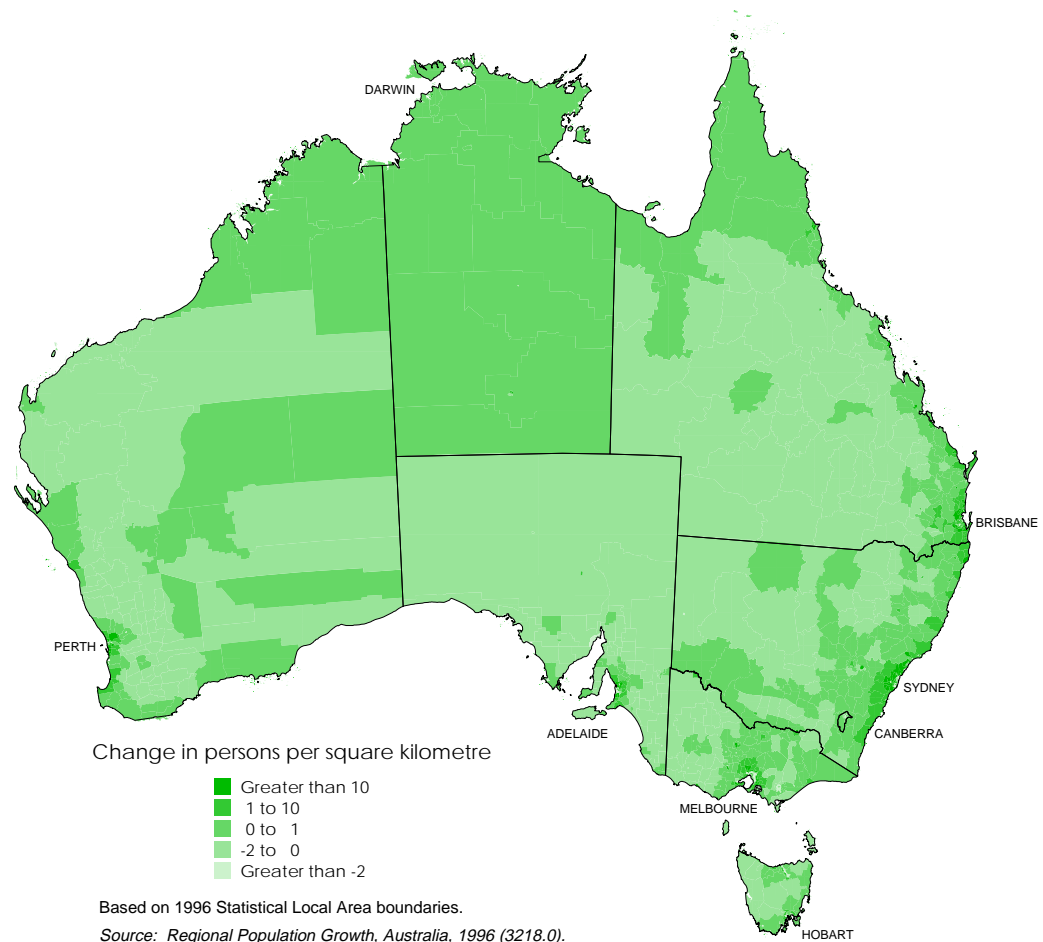 DARWIN
BRISBANE
PERTH
SYDNEY
ADELAIDE
CANBERRA
Change in persons per square kilometre
Greater than 10
1 to 10
0 to 1
-2 to 0
Greater than -2
MELBOURNE
Based on 1996 Statistical Local Area boundaries.
Source: Regional Population Growth, Australia, 1996 (3218.0).
HOBART